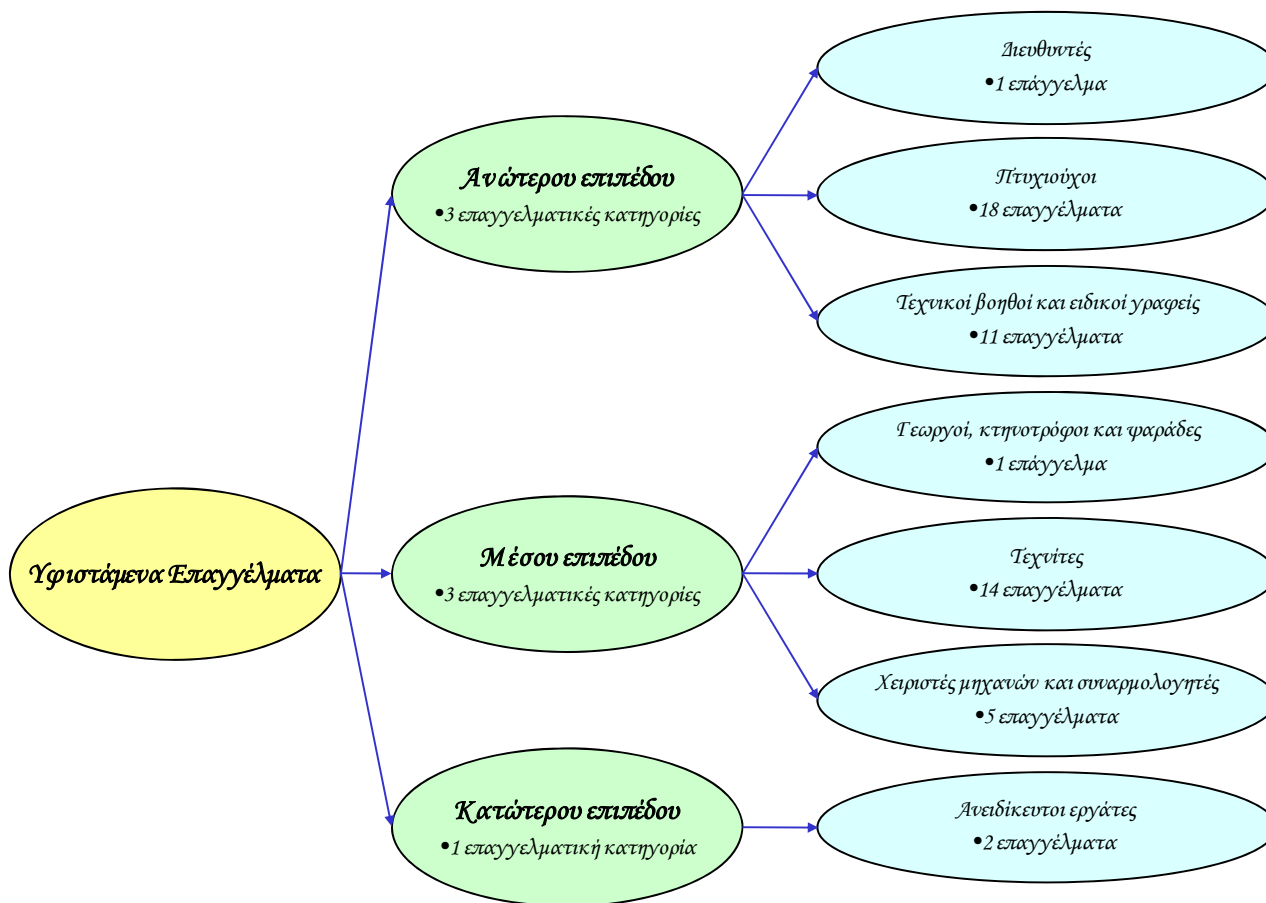 Υφιστάμενα Επαγγέλματα
Ανώτερου επιπέδου
•3 επαγγελματικές κατηγορίες
Διευθυντές
•1 επάγγελμα
Πτυχιούχοι
•18 επαγγέλματα
Τεχνικοί βοηθοί και ειδικοί γραφείς
•11 επαγγέλματα
Μέσου επιπέδου
•3 επαγγελματικές κατηγορίες
Γεωργοί, κτηνοτρόφοι και ψαράδες
•1 επάγγελμα
Τεχνίτες
•14 επαγγέλματα
Χειριστές μηχανών και συναρμολογητές
•5 επαγγέλματα
Κατώτερου επιπέδου
•1 επαγγελματική κατηγορία
Ανειδίκευτοι εργάτες
•2 επαγγέλματα